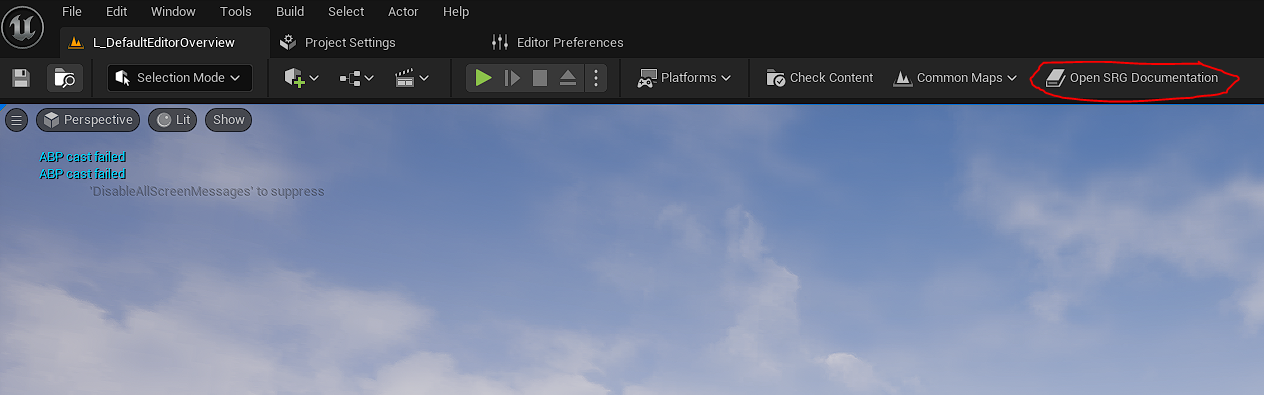 File Edit Window Tools Build Select Actor Help
L_DefaultEditorOverview Project Settings Editor Preferences
Selection Mode Platforms Check Content Common Maps Open SRG Documentation
Perspective Lit Show
ABP cast failed
ABP cast failed
'DisableAllScreenMessages' to suppress